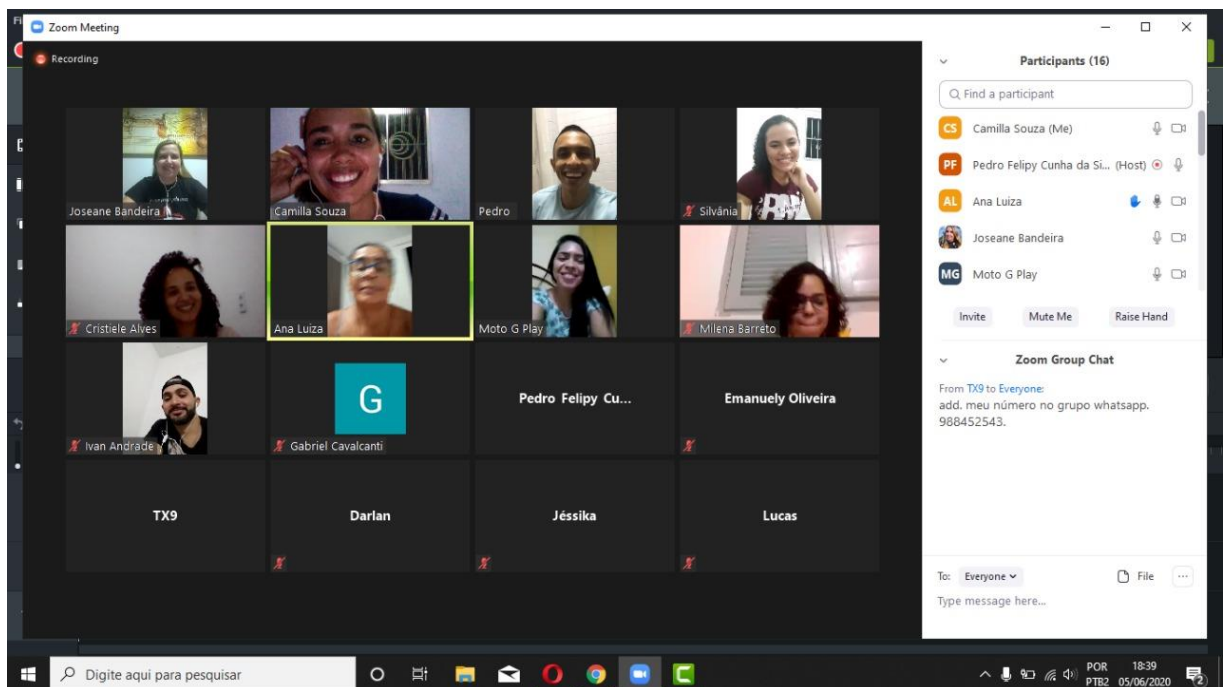 Zoom Meeting
Recording
Joseane Bandeira
Camilla Souza
Pedro
Silvânia
Cristiele Alves
Ana Luiza
Moto G Play
Milena Barreto
Ivan Andrade
G
Gabriel Cavalcanti
Pedro Felipy Cu...
Emanuely Oliveira
TX9
Darlan
Jéssika
Lucas
Participants (16)
Find a participant
CS Camilla Souza (Me)
PF Pedro Felipy Cunha da Si... (Host)
AL Ana Luiza
Joseane Bandeira
MG Moto G Play
Invite Mute Me Raise Hand
Zoom Group Chat
From TX9 to Everyone:
add. meu número no grupo whatsapp.
988452543.
To: Everyone File ...
Type message here...
Digite aqui para pesquisar
POR 18:39
PTB2 05/06/2020
2